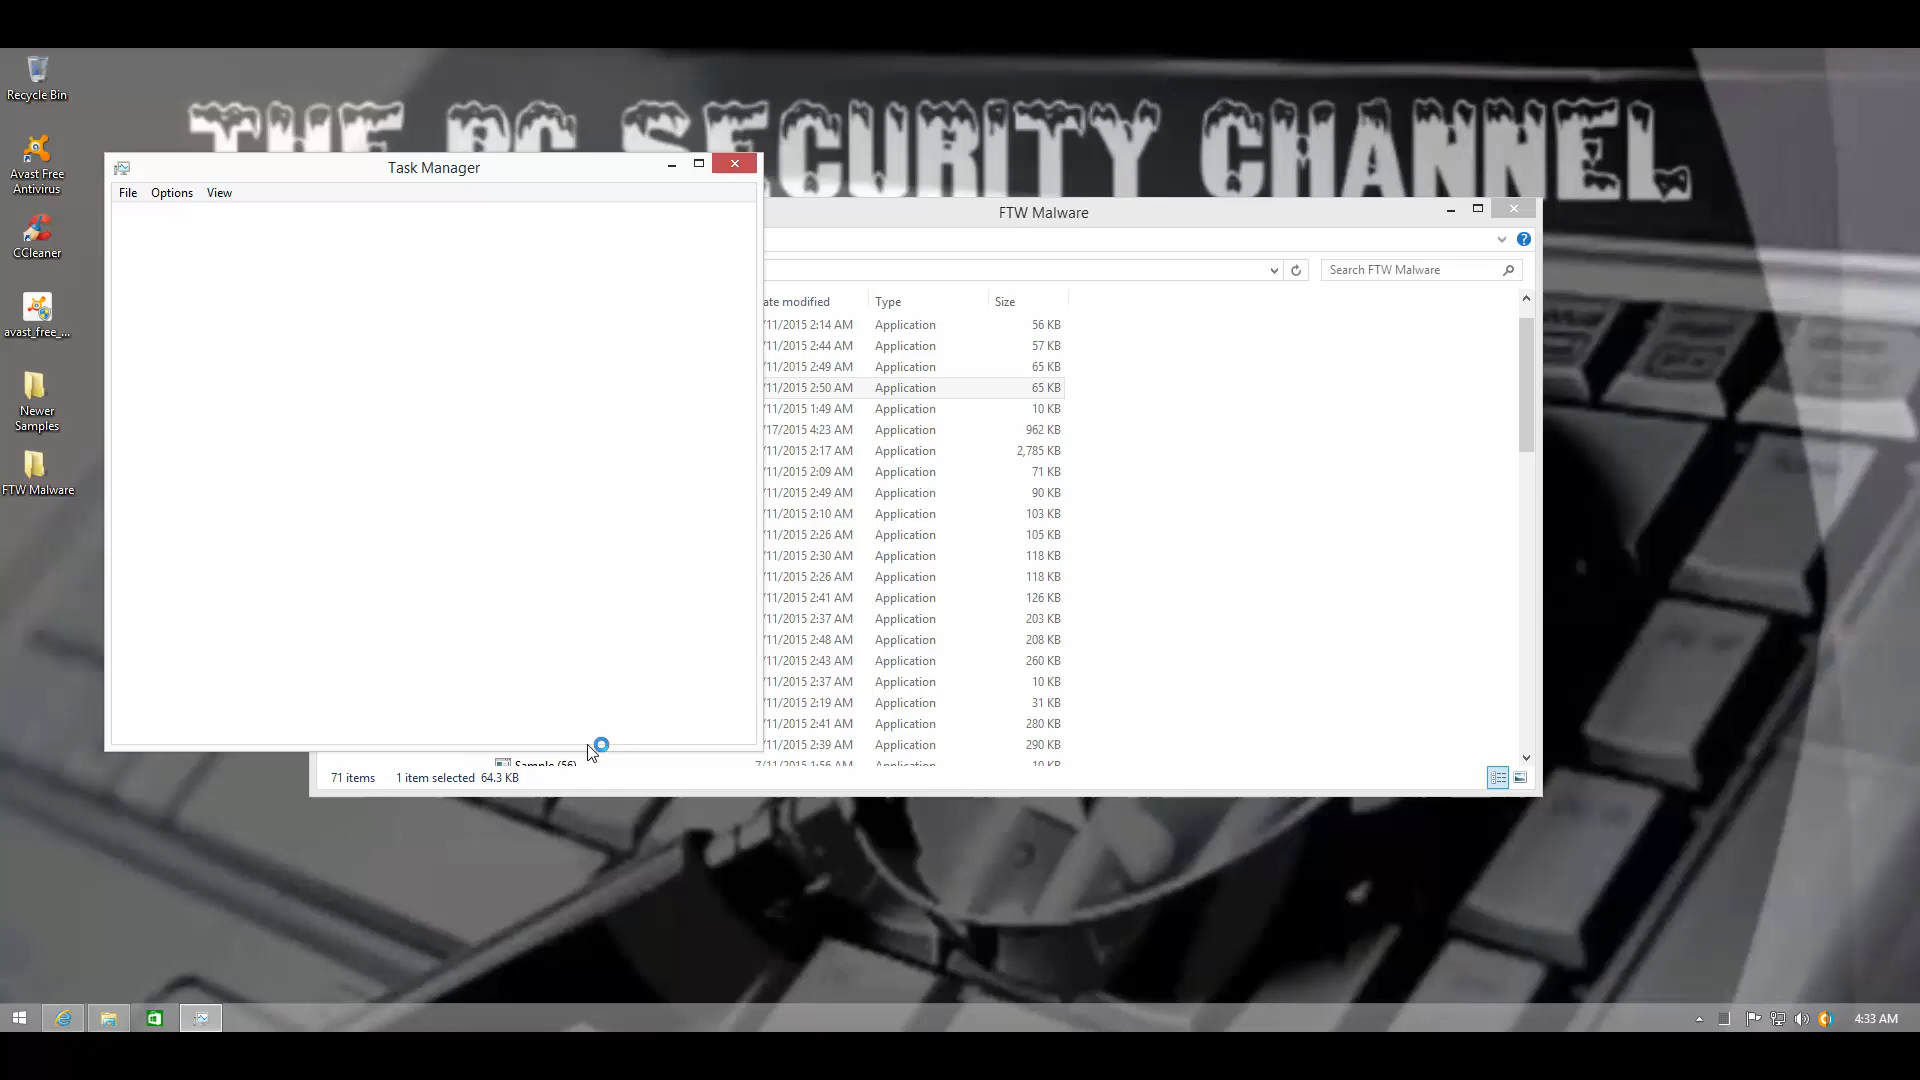 THE PC SECURITY CHANNEL
Recycle Bin
Avast Free
Antivirus
CCleaner
avast_free_...
Newer
Samples
FTW Malware
Task Manager
File Options View
FTW Malware
Search FTW Malware
ate modified Type Size
/11/2015 2:14 AM Application 56 KB
/11/2015 2:44 AM Application 57 KB
/11/2015 2:49 AM Application 65 KB
/11/2015 2:50 AM Application 65 KB
/11/2015 1:49 AM Application 10 KB
/17/2015 4:23 AM Application 962 KB
/11/2015 2:17 AM Application 2,785 KB
/11/2015 2:09 AM Application 71 KB
/11/2015 2:49 AM Application 90 KB
/11/2015 2:10 AM Application 103 KB
/11/2015 2:26 AM Application 105 KB
/11/2015 2:30 AM Application 118 KB
/11/2015 2:26 AM Application 118 KB
/11/2015 2:41 AM Application 126 KB
/11/2015 2:37 AM Application 203 KB
/11/2015 2:48 AM Application 208 KB
/11/2015 2:43 AM Application 260 KB
/11/2015 2:37 AM Application 10 KB
/11/2015 2:19 AM Application 31 KB
/11/2015 2:41 AM Application 280 KB
/11/2015 2:39 AM Application 290 KB
Sample (56) 7/11/2015 1:56 AM Application 10 KB
71 items 1 item selected 64.3 KB
4:33 AM